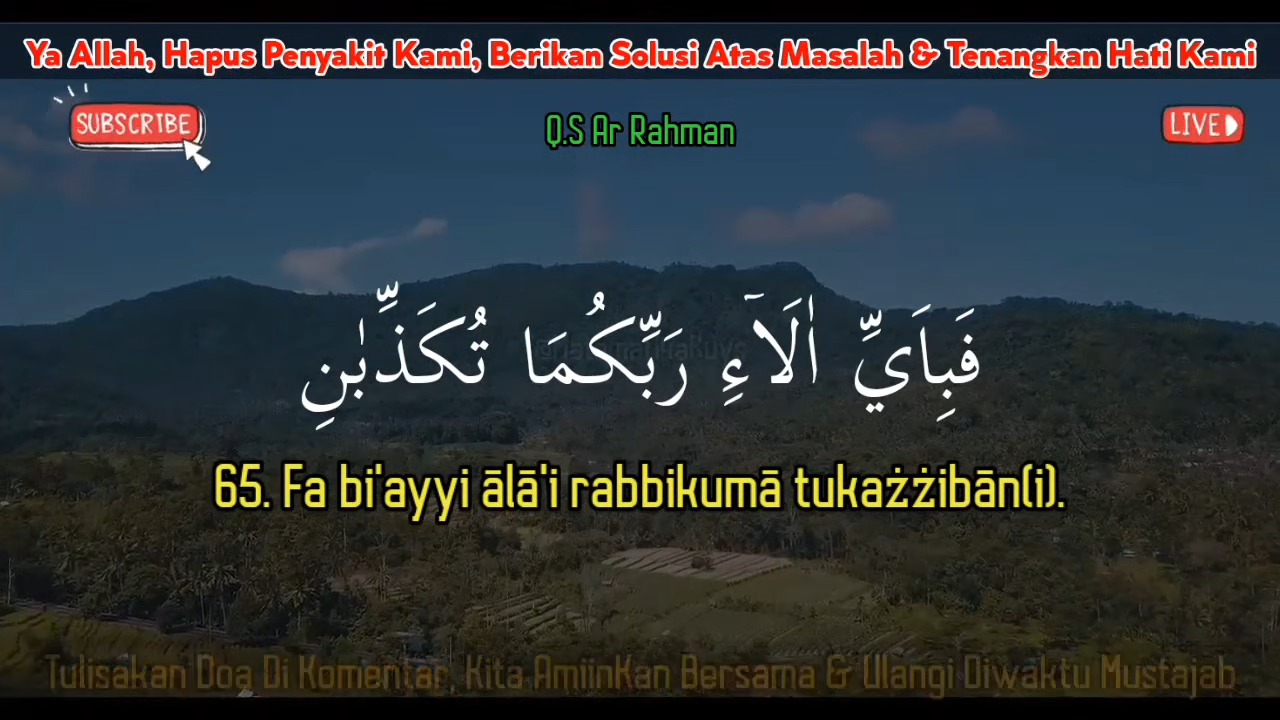 Ya Allah, Hapus Penyakit Kami, Berikan Solusi Atas Masalah & Tenangkan Hati Kami
SUBSCRIBE
Q.S Ar Rahman
LIVE
فَبِاَيِّ اٰلَاۤءِ رَبِّكُمَا تُكَذِّبٰنِ
65. Fa bi'ayyi ālā'i rabbikumā tukażżibān(i).
Tulisakan Doa Di Komentar Kita AmiinKan Bersama & Ulangi Diwaktu Mustajab